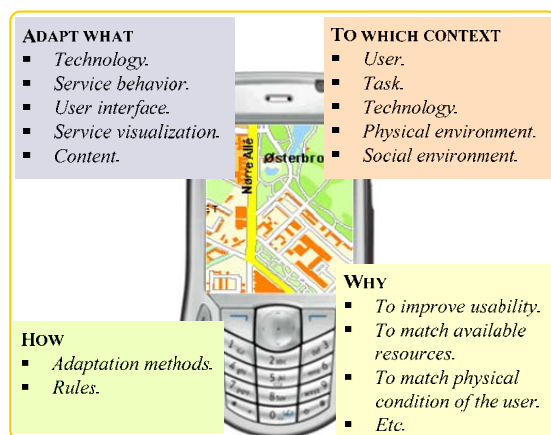 ADAPT WHAT
▪ Technology.
▪ Service behavior.
▪ User interface.
▪ Service visualization.
▪ Content.
TO WHICH CONTEXT
▪ User.
▪ Task.
▪ Technology.
▪ Physical environment.
▪ Social environment.
Nørre Allé
Østerbro
HOW
▪ Adaptation methods.
▪ Rules.
WHY
▪ To improve usability.
▪ To match available
resources.
▪ To match physical
condition of the user.
▪ Etc.